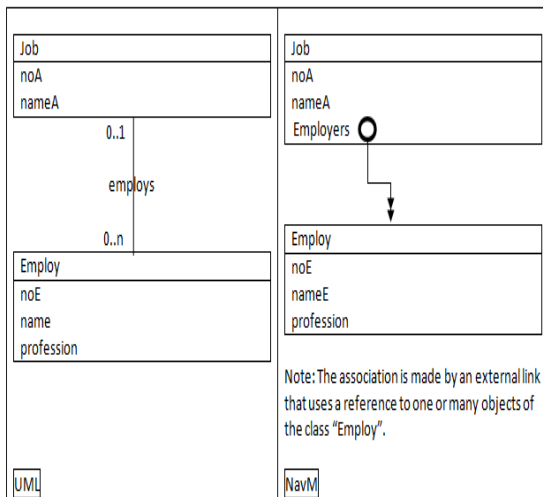 Job
noA
nameA
0..1
employs
0..n
Employ
noE
name
profession
UML
Job
noA
nameA
Employers
Employ
noE
nameE
profession
Note: The association is made by an external link
that uses a reference to one or many objects of
the class “Employ”.
NavM